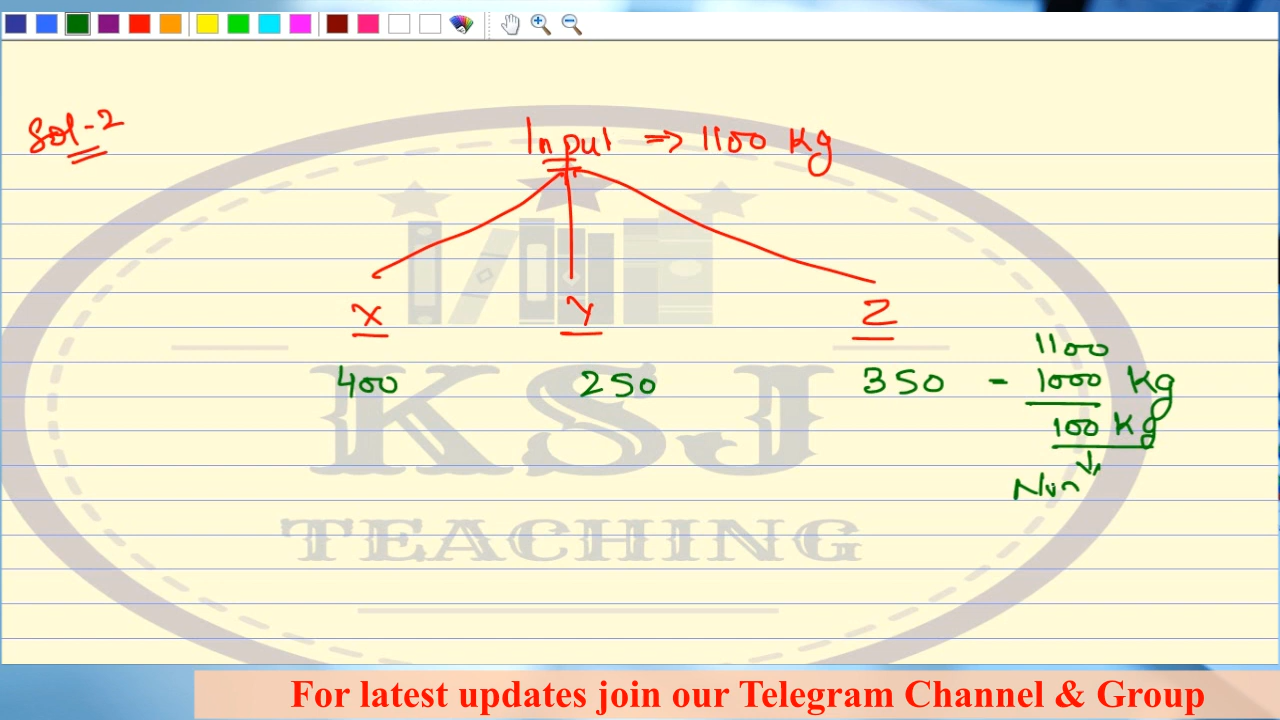 Sol-2
Input ⇒ 1100 Kg
X Y Z
1100
400 250 350 - 1000 Kg
100 Kg
KSJ
TEACHING
For latest updates join our Telegram Channel & Group